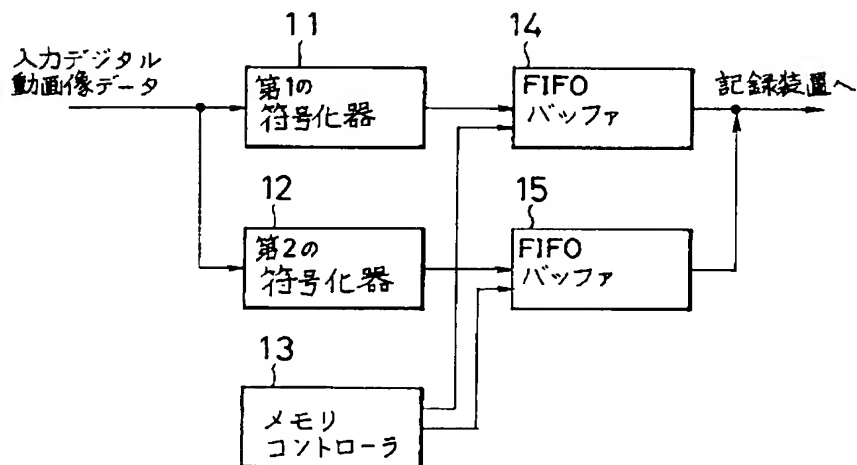 11
14
入力デジタル
動画像データ
第1の
符号化器
FIFO
バッファ
記録装置へ
12
15
第2の
符号化器
FIFO
バッファ
13
メモリ
コントローラ